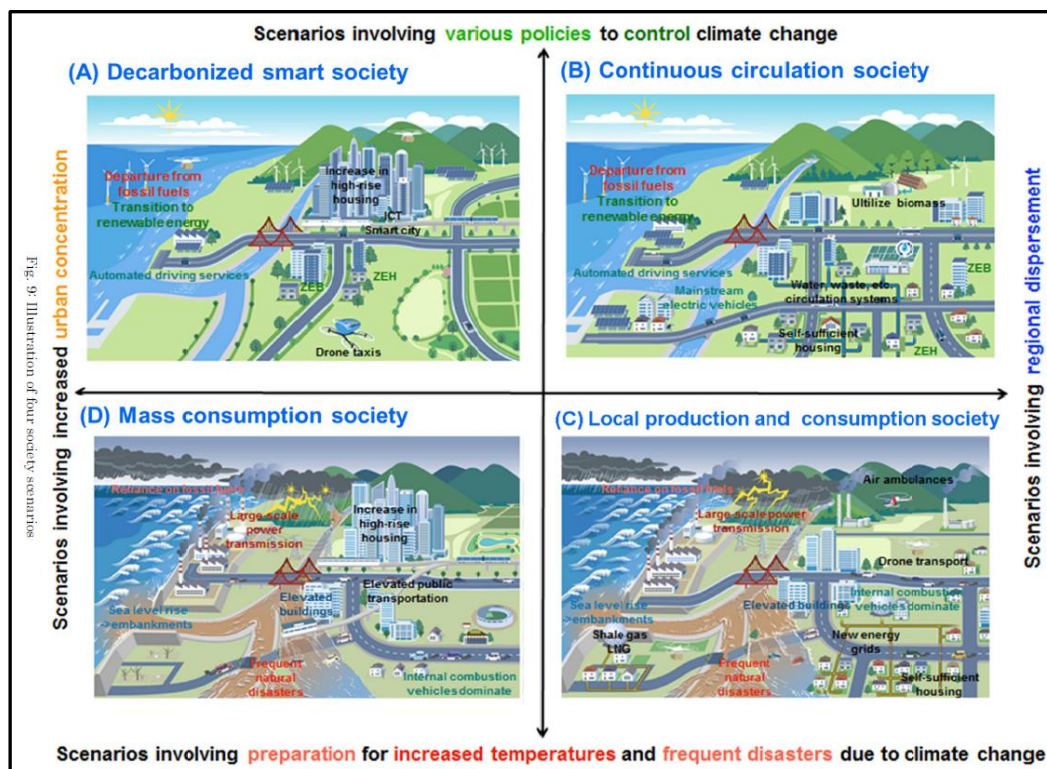 Scenarios involving various policies to control climate change
(A) Decarbonized smart society
Departure from
fossil fuels
Transition to
renewable energy
Increase in
high-rise
housing
ICT
Smart city
Automated driving services
ZEB
ZEH
Drone taxis
(B) Continuous circulation society
Departure from
fossil fuels
Transition to
renewable energy
Ultilize biomass
Automated driving services
Mainstream
electric vehicles
Water, waste, etc.
circulation systems
ZEB
Self-sufficient
housing
ZEH
Scenarios involving increased urban concentration
Fig. 9: Illustration of four society scenarios
Scenarios involving regional dispersement
(D) Mass consumption society
Reliance on fossil fuels
Large-scale
power
transmission
Increase in
high-rise
housing
Elevated public
transportation
Elevated
buildings
Sea level rise
->embankments
Frequent
natural
disasters
Internal combustion
vehicles dominate
(C) Local production and consumption society
Reliance on fossil fuels
Air ambulances
Large-scale power
transmission
Drone transport
Internal combustion
vehicles dominate
Sea level rise
->embankments
Elevated buildings
Shale gas
LNG
New energy
grids
Frequent
natural
disasters
Self-sufficient
housing
Scenarios involving preparation for increased temperatures and frequent disasters due to climate change